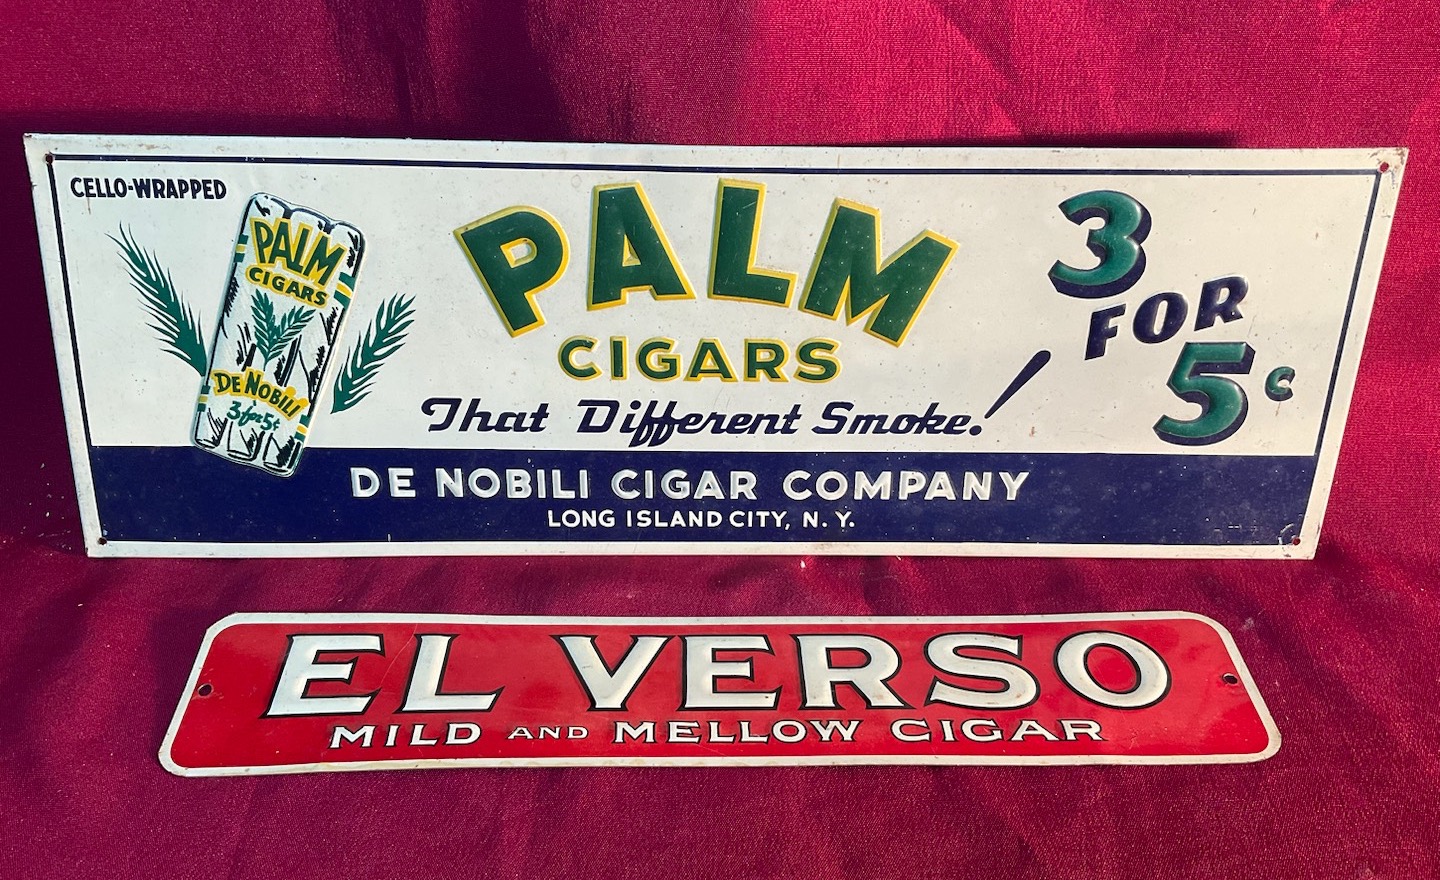 CELLO-WRAPPED
PALM
CIGARS
DE NOBILI
3 for 5¢
PALM
CIGARS
That Different Smoke!
3
FOR
5¢
DE NOBILI CIGAR COMPANY
LONG ISLAND CITY, N. Y.
EL VERSO
MILD AND MELLOW CIGAR